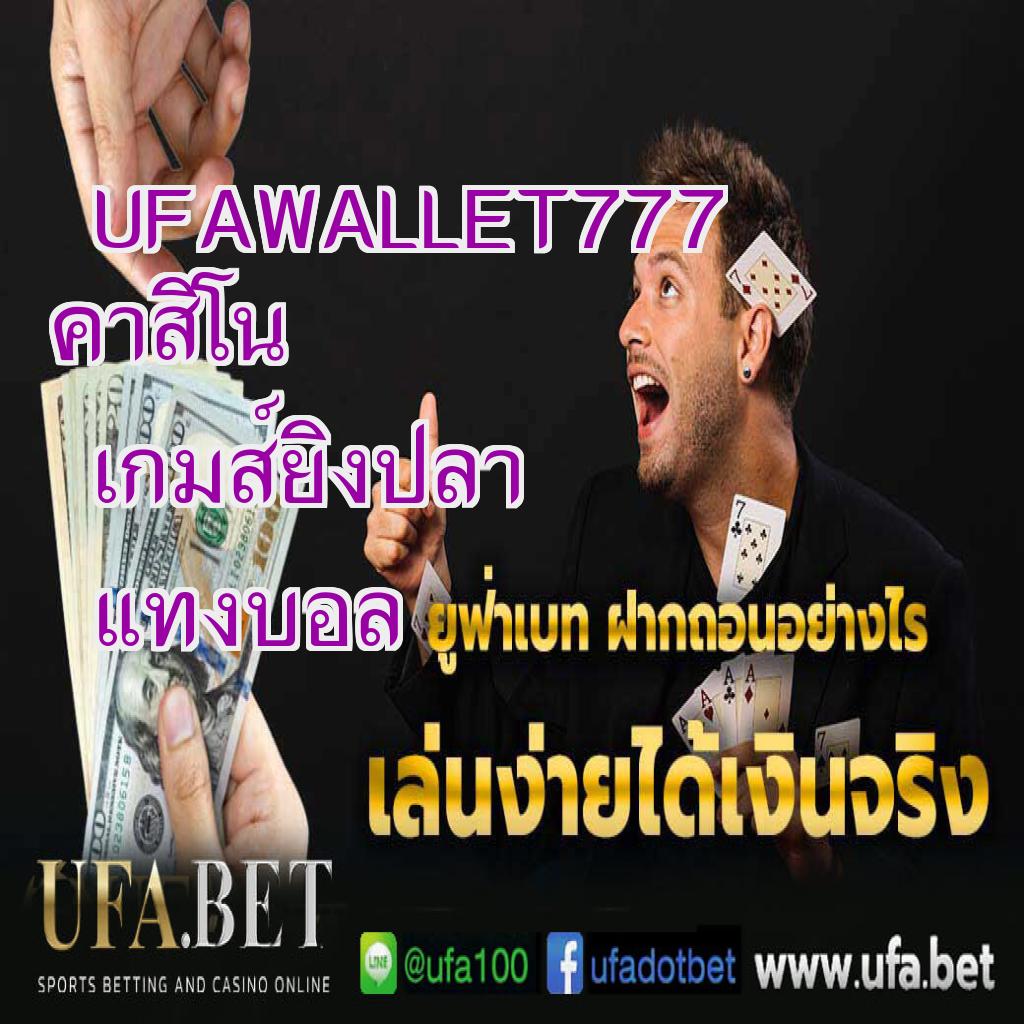 UFAWALLET777
คาสิโน
เกมส์ยิงปลา
แทงบอล
ยูฟ่าเบท ฝากถอนอย่างไร
เล่นง่ายได้เงินจริง
UFA.BET
SPORTS BETTING AND CASINO ONLINE
LINE @ufa100 f ufadotbet www.ufa.bet